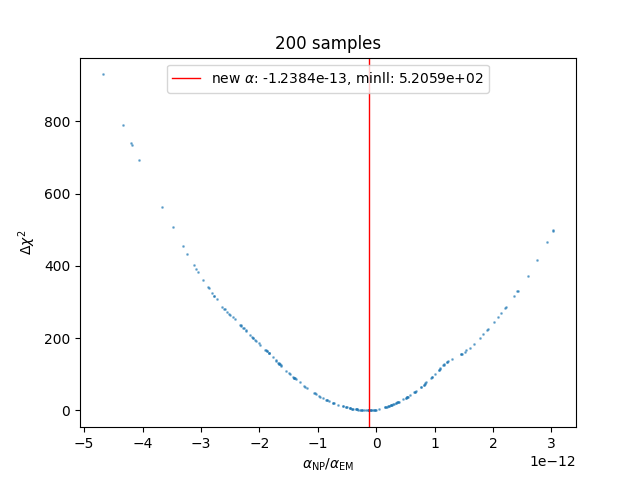 200 samples
new α: -1.2384e-13, minll: 5.2059e+02
Δχ²
800
600
400
200
0
−5 −4 −3 −2 −1 0 1 2 3
1e−12
α_NP/α_EM